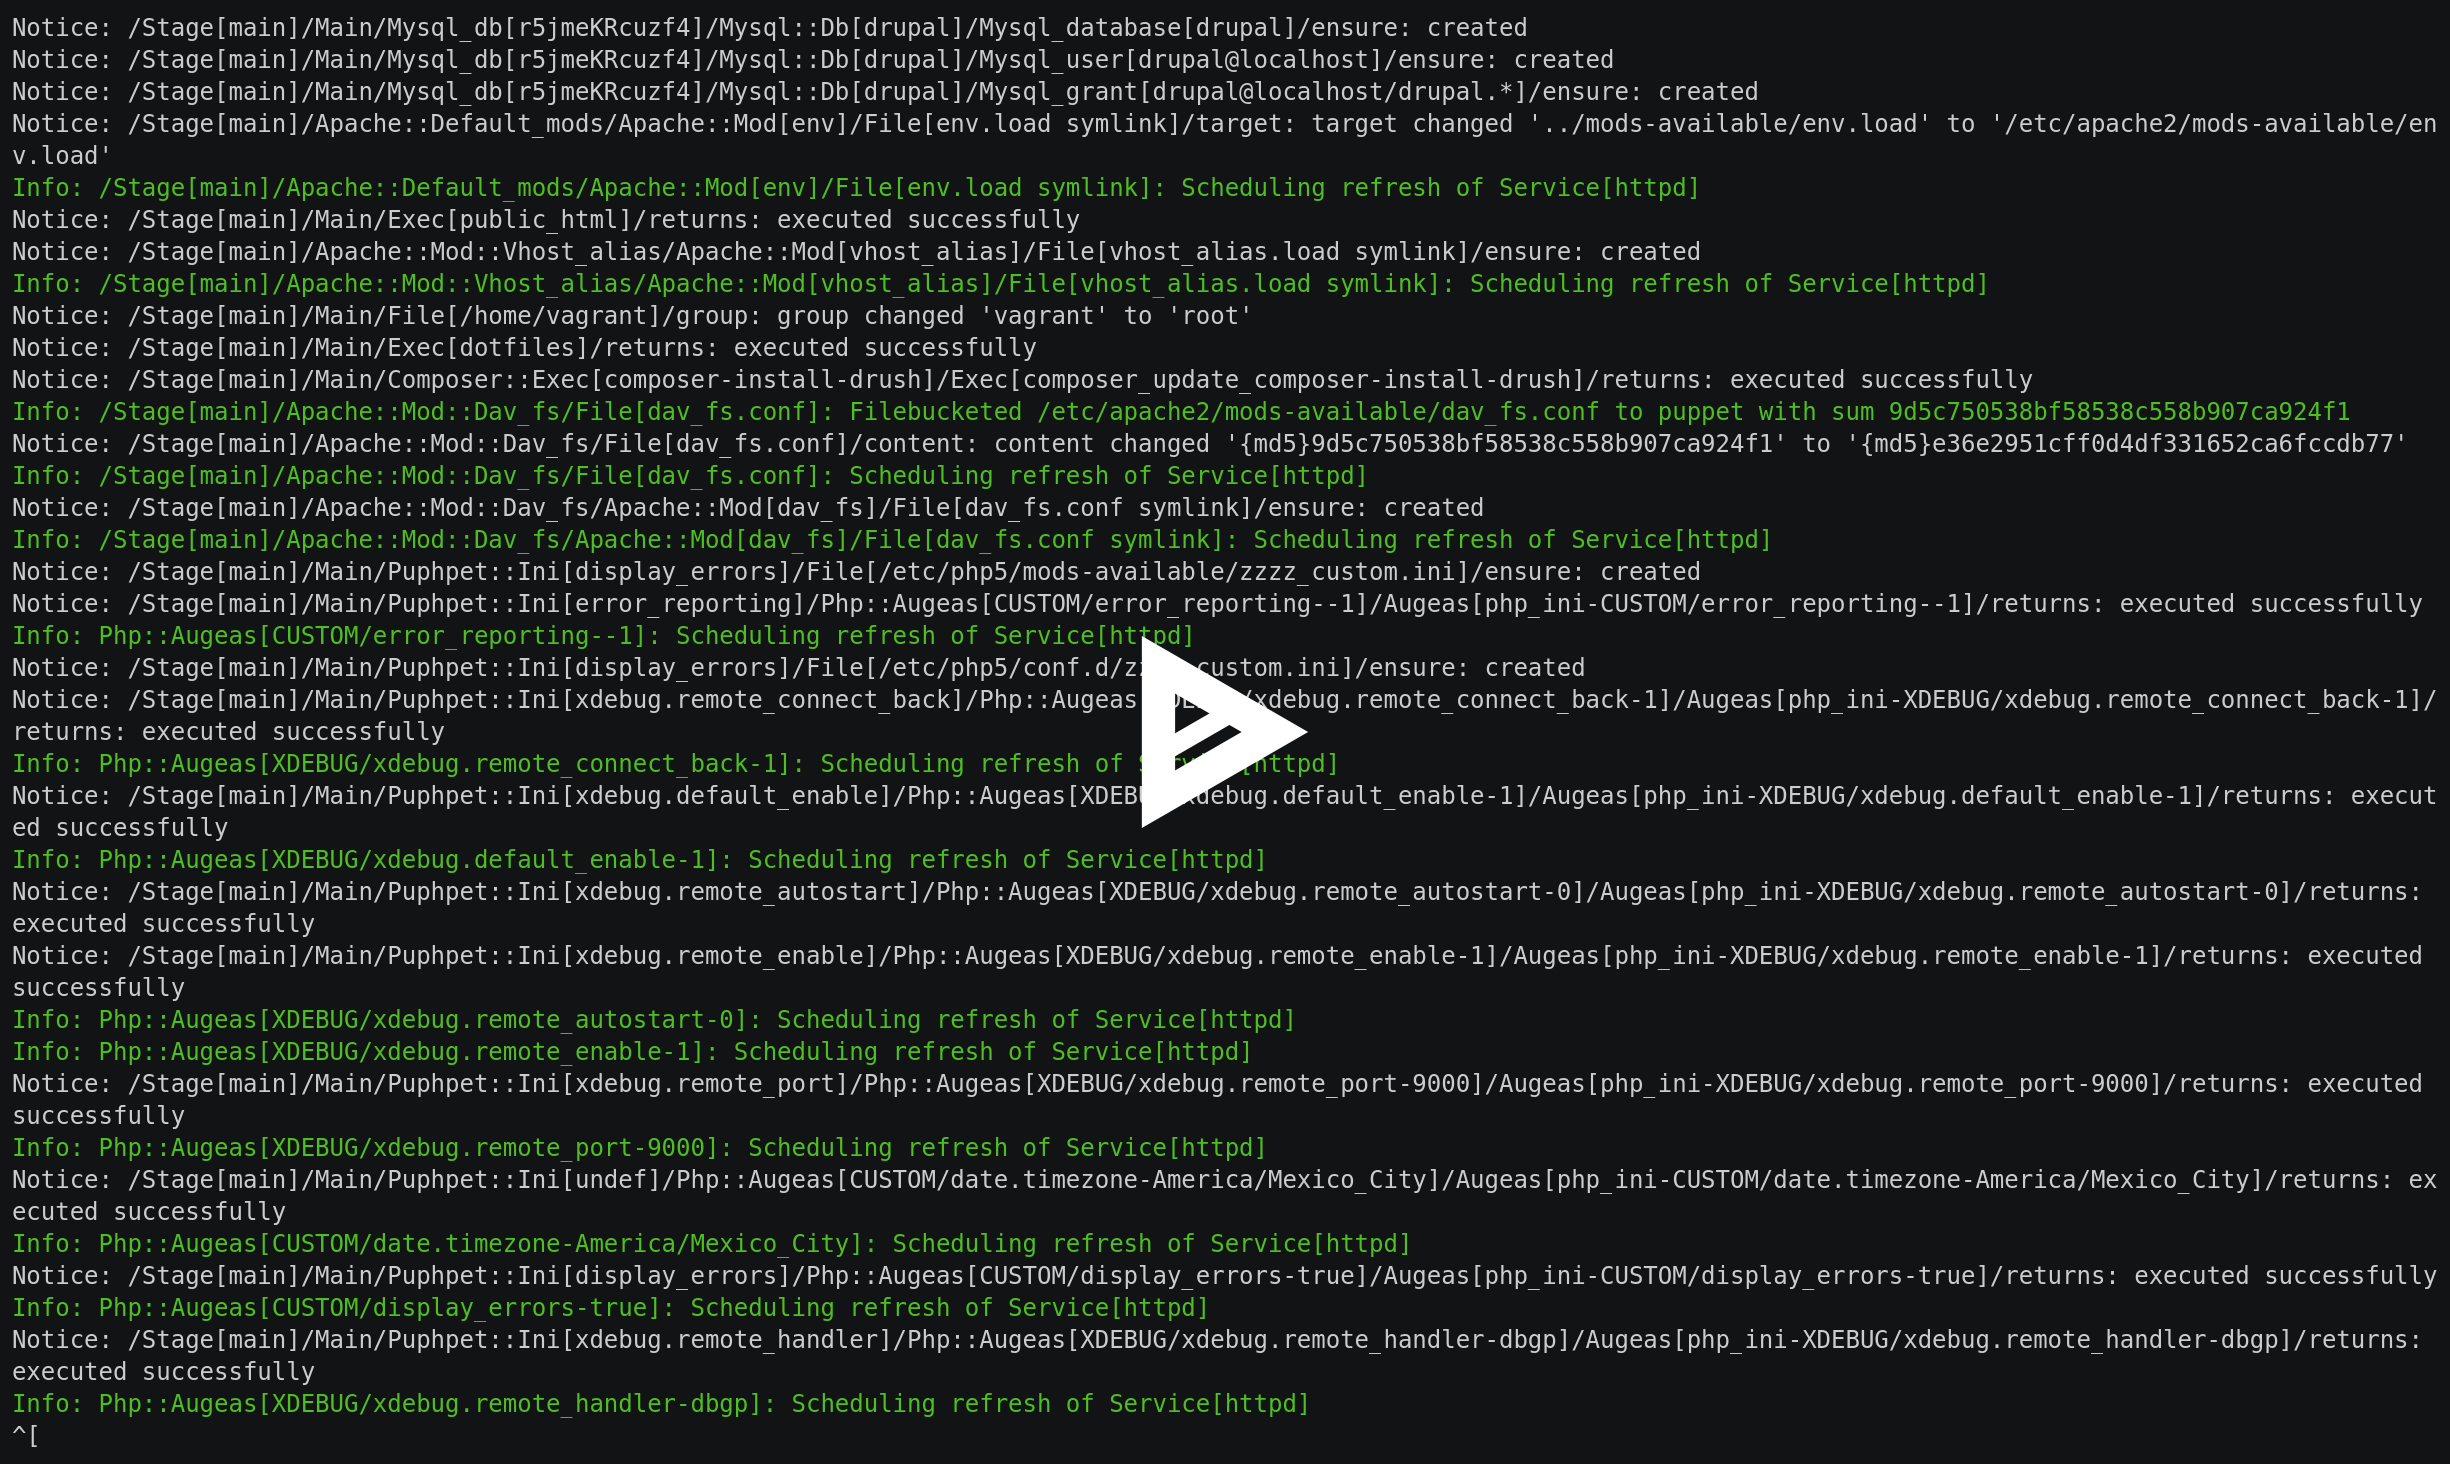 Notice: /Stage[main]/Main/Mysql_db[r5jmeKRcuzf4]/Mysql::Db[drupal]/Mysql_database[drupal]/ensure: created
Notice: /Stage[main]/Main/Mysql_db[r5jmeKRcuzf4]/Mysql::Db[drupal]/Mysql_user[drupal@localhost]/ensure: created
Notice: /Stage[main]/Main/Mysql_db[r5jmeKRcuzf4]/Mysql::Db[drupal]/Mysql_grant[drupal@localhost/drupal.*]/ensure: created
Notice: /Stage[main]/Apache::Default_mods/Apache::Mod[env]/File[env.load symlink]/target: target changed '../mods-available/env.load' to '/etc/apache2/mods-available/en
v.load'
Info: /Stage[main]/Apache::Default_mods/Apache::Mod[env]/File[env.load symlink]: Scheduling refresh of Service[httpd]
Notice: /Stage[main]/Main/Exec[public_html]/returns: executed successfully
Notice: /Stage[main]/Apache::Mod::Vhost_alias/Apache::Mod[vhost_alias]/File[vhost_alias.load symlink]/ensure: created
Info: /Stage[main]/Apache::Mod::Vhost_alias/Apache::Mod[vhost_alias]/File[vhost_alias.load symlink]: Scheduling refresh of Service[httpd]
Notice: /Stage[main]/Main/File[/home/vagrant]/group: group changed 'vagrant' to 'root'
Notice: /Stage[main]/Main/Exec[dotfiles]/returns: executed successfully
Notice: /Stage[main]/Main/Composer::Exec[composer-install-drush]/Exec[composer_update_composer-install-drush]/returns: executed successfully
Info: /Stage[main]/Apache::Mod::Dav_fs/File[dav_fs.conf]: Filebucketed /etc/apache2/mods-available/dav_fs.conf to puppet with sum 9d5c750538bf58538c558b907ca924f1
Notice: /Stage[main]/Apache::Mod::Dav_fs/File[dav_fs.conf]/content: content changed '{md5}9d5c750538bf58538c558b907ca924f1' to '{md5}e36e2951cff0d4df331652ca6fccdb77'
Info: /Stage[main]/Apache::Mod::Dav_fs/File[dav_fs.conf]: Scheduling refresh of Service[httpd]
Notice: /Stage[main]/Apache::Mod::Dav_fs/Apache::Mod[dav_fs]/File[dav_fs.conf symlink]/ensure: created
Info: /Stage[main]/Apache::Mod::Dav_fs/Apache::Mod[dav_fs]/File[dav_fs.conf symlink]: Scheduling refresh of Service[httpd]
Notice: /Stage[main]/Main/Puphpet::Ini[display_errors]/File[/etc/php5/mods-available/zzzz_custom.ini]/ensure: created
Notice: /Stage[main]/Main/Puphpet::Ini[error_reporting]/Php::Augeas[CUSTOM/error_reporting--1]/Augeas[php_ini-CUSTOM/error_reporting--1]/returns: executed successfully
Info: Php::Augeas[CUSTOM/error_reporting--1]: Scheduling refresh of Service[httpd]
Notice: /Stage[main]/Main/Puphpet::Ini[display_errors]/File[/etc/php5/conf.d/ custom.ini]/ensure: created
Notice: /Stage[main]/Main/Puphpet::Ini[xdebug.remote_connect_back]/Php::Augeas /xdebug.remote_connect_back-1]/Augeas[php_ini-XDEBUG/xdebug.remote_connect_back-1]/
returns: executed successfully
Info: Php::Augeas[XDEBUG/xdebug.remote_connect_back-1]: Scheduling refresh of [httpd]
Notice: /Stage[main]/Main/Puphpet::Ini[xdebug.default_enable]/Php::Augeas[XDEBUG/xdebug.default_enable-1]/Augeas[php_ini-XDEBUG/xdebug.default_enable-1]/returns: execut
ed successfully
Info: Php::Augeas[XDEBUG/xdebug.default_enable-1]: Scheduling refresh of Service[httpd]
Notice: /Stage[main]/Main/Puphpet::Ini[xdebug.remote_autostart]/Php::Augeas[XDEBUG/xdebug.remote_autostart-0]/Augeas[php_ini-XDEBUG/xdebug.remote_autostart-0]/returns:
executed successfully
Notice: /Stage[main]/Main/Puphpet::Ini[xdebug.remote_enable]/Php::Augeas[XDEBUG/xdebug.remote_enable-1]/Augeas[php_ini-XDEBUG/xdebug.remote_enable-1]/returns: executed
successfully
Info: Php::Augeas[XDEBUG/xdebug.remote_autostart-0]: Scheduling refresh of Service[httpd]
Info: Php::Augeas[XDEBUG/xdebug.remote_enable-1]: Scheduling refresh of Service[httpd]
Notice: /Stage[main]/Main/Puphpet::Ini[xdebug.remote_port]/Php::Augeas[XDEBUG/xdebug.remote_port-9000]/Augeas[php_ini-XDEBUG/xdebug.remote_port-9000]/returns: executed
successfully
Info: Php::Augeas[XDEBUG/xdebug.remote_port-9000]: Scheduling refresh of Service[httpd]
Notice: /Stage[main]/Main/Puphpet::Ini[undef]/Php::Augeas[CUSTOM/date.timezone-America/Mexico_City]/Augeas[php_ini-CUSTOM/date.timezone-America/Mexico_City]/returns: ex
ecuted successfully
Info: Php::Augeas[CUSTOM/date.timezone-America/Mexico_City]: Scheduling refresh of Service[httpd]
Notice: /Stage[main]/Main/Puphpet::Ini[display_errors]/Php::Augeas[CUSTOM/display_errors-true]/Augeas[php_ini-CUSTOM/display_errors-true]/returns: executed successfully
Info: Php::Augeas[CUSTOM/display_errors-true]: Scheduling refresh of Service[httpd]
Notice: /Stage[main]/Main/Puphpet::Ini[xdebug.remote_handler]/Php::Augeas[XDEBUG/xdebug.remote_handler-dbgp]/Augeas[php_ini-XDEBUG/xdebug.remote_handler-dbgp]/returns:
executed successfully
Info: Php::Augeas[XDEBUG/xdebug.remote_handler-dbgp]: Scheduling refresh of Service[httpd]
^[